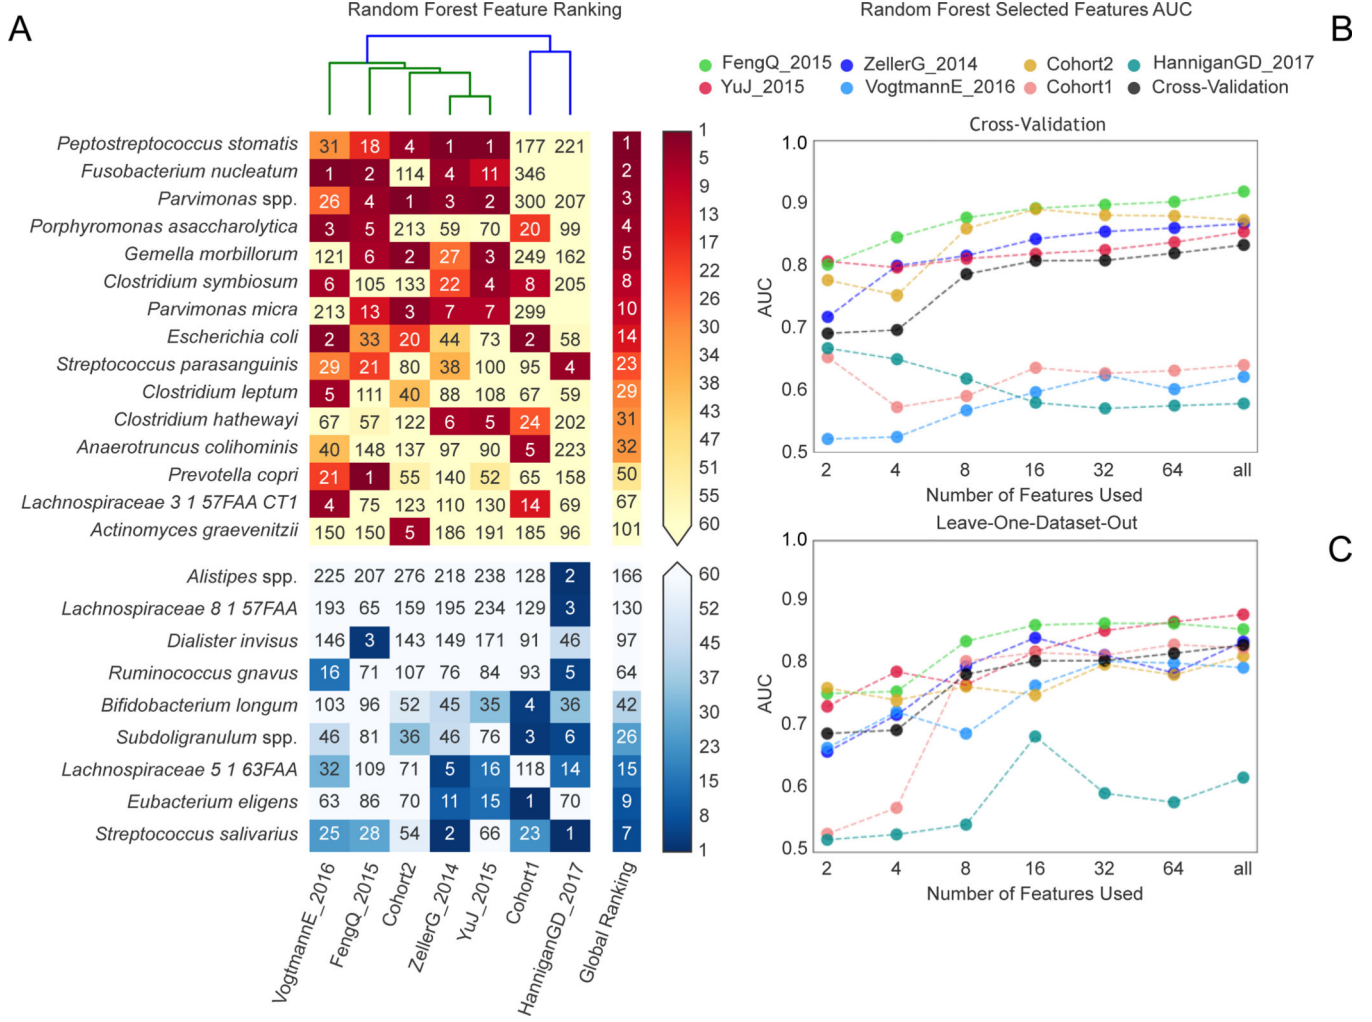 A
Random Forest Feature Ranking
Peptostreptococcus stomatis 31 18 4 1 1 177 221 1
Fusobacterium nucleatum 1 2 114 4 11 346 2
Parvimonas spp. 26 4 1 3 2 300 207 3
Porphyromonas asaccharolytica 3 5 213 59 70 20 99 4
Gemella morbillorum 121 6 2 27 3 249 162 5
Clostridium symbiosum 6 105 133 22 4 8 205 8
Parvimonas micra 213 13 3 7 7 299 10
Escherichia coli 2 33 20 44 73 2 58 14
Streptococcus parasanguinis 29 21 80 38 100 95 4 23
Clostridium leptum 5 111 40 88 108 67 59 29
Clostridium hathewayi 67 57 122 6 5 24 202 31
Anaerotruncus colihominis 40 148 137 97 90 5 223 32
Prevotella copri 21 1 55 140 52 65 158 50
Lachnospiraceae 3 1 57FAA CT1 4 75 123 110 130 14 69 67
Actinomyces graevenitzii 150 150 5 186 191 185 96 101
1
5
9
13
17
22
26
30
34
38
43
47
51
55
60
Alistipes spp. 225 207 276 218 238 128 2 166
Lachnospiraceae 8 1 57FAA 193 65 159 195 234 129 3 130
Dialister invisus 146 3 143 149 171 91 46 97
Ruminococcus gnavus 16 71 107 76 84 93 5 64
Bifidobacterium longum 103 96 52 45 35 4 36 42
Subdoligranulum spp. 46 81 36 46 76 3 6 26
Lachnospiraceae 5 1 63FAA 32 109 71 5 16 118 14 15
Eubacterium eligens 63 86 70 11 15 1 70 9
Streptococcus salivarius 25 28 54 2 66 23 1 7
60
52
45
37
30
23
15
8
1
VogtmannE_2016
FengQ_2015
Cohort2
ZellerG_2014
YuJ_2015
Cohort1
HanniganGD_2017
Global Ranking
Random Forest Selected Features AUC
B
FengQ_2015 ZellerG_2014 Cohort2 HanniganGD_2017
YuJ_2015 VogtmannE_2016 Cohort1 Cross-Validation
Cross-Validation
1.0
0.9
0.8
0.7
0.6
0.5
AUC
2 4 8 16 32 64 all
Number of Features Used
C
Leave-One-Dataset-Out
1.0
0.9
0.8
0.7
0.6
0.5
AUC
2 4 8 16 32 64 all
Number of Features Used